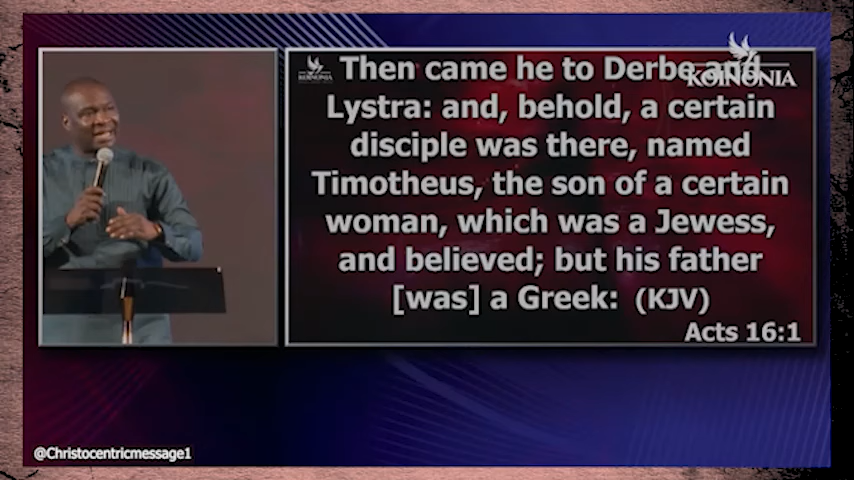 KOINONIA
KOINONIA
Then came he to Derbe and
Lystra: and, behold, a certain
disciple was there, named
Timotheus, the son of a certain
woman, which was a Jewess,
and believed; but his father
[was] a Greek: (KJV)
Acts 16:1
@Christocentricmessage1